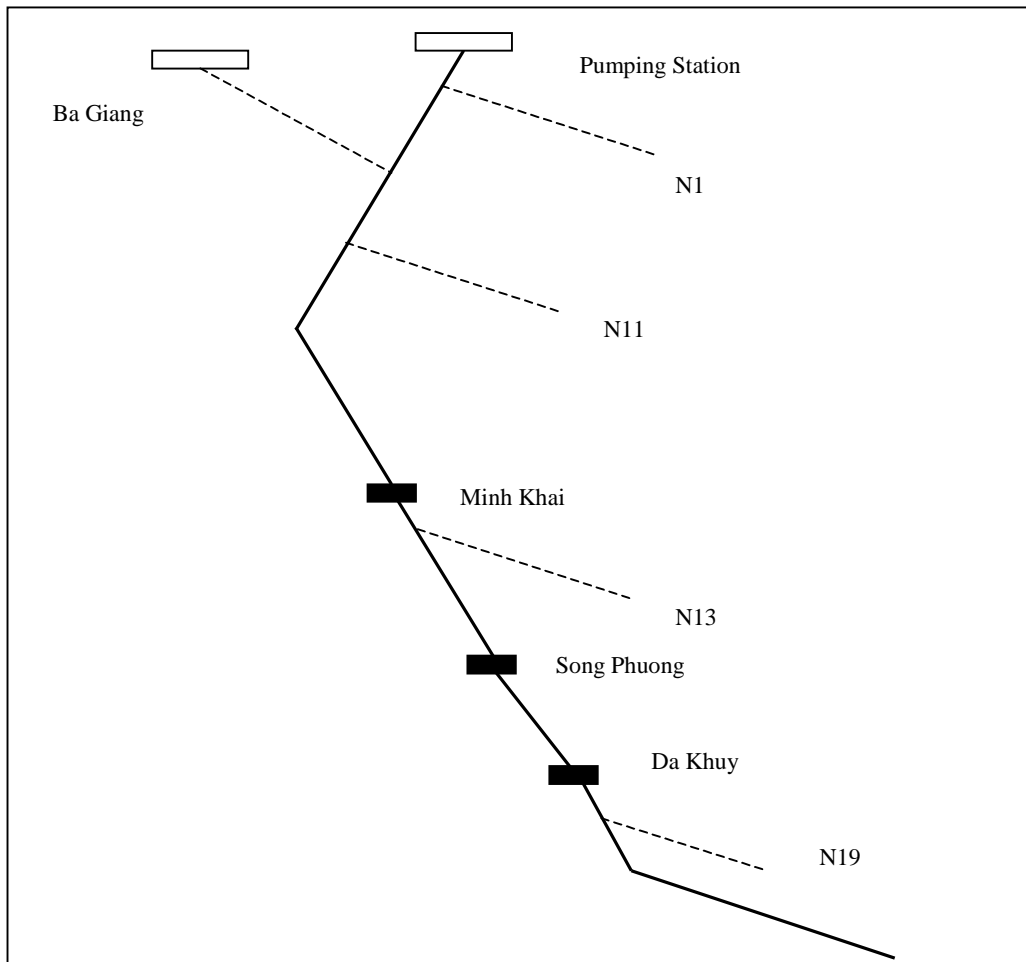 Pumping Station
Ba Giang
N1
N11
Minh Khai
N13
Song Phuong
Da Khuy
N19